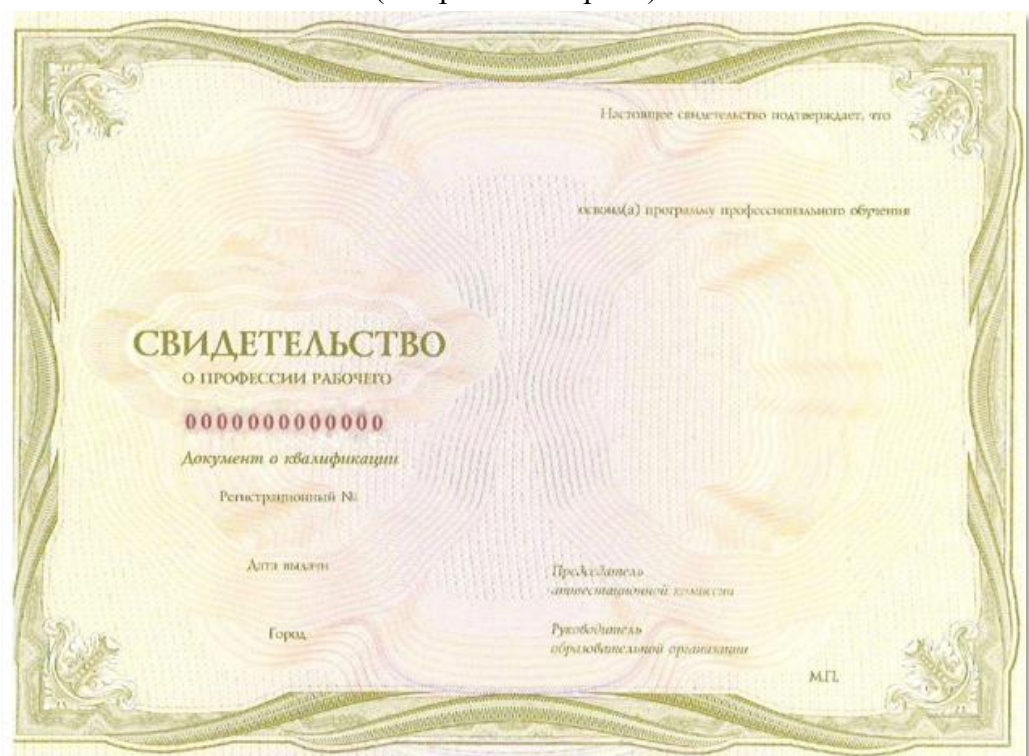 СВИДЕТЕЛЬСТВО
О ПРОФЕССИИ РАБОЧЕГО
0000000000000
Документ о квалификации
Регистрационный №
Дата выдачи
Город
Настоящее свидетельство подтверждает, что
освоил(а) программу профессионального обучения
Председатель
аттестационной комиссии
Руководитель
образовательной организации
М.П.